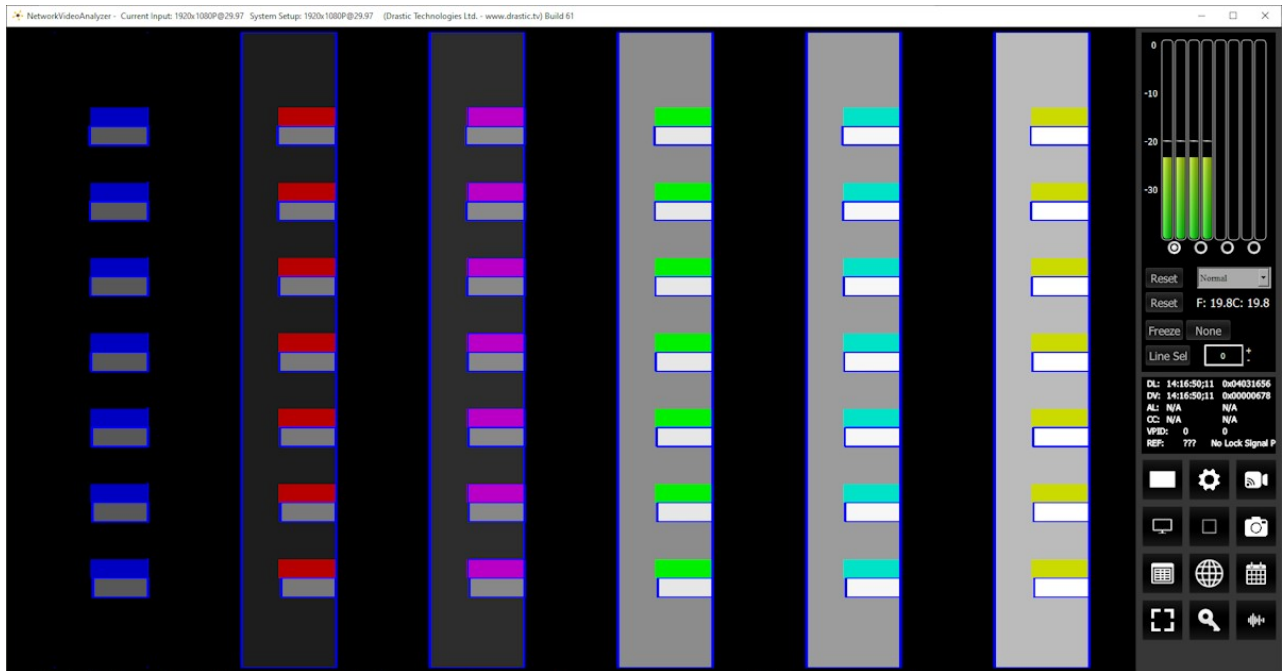 NetworkVideoAnalyzer - Current Input: 1920x1080P@29.97 System Setup: 1920x1080P@29.97 (Drastic Technologies Ltd. - www.drastic.tv) Build 61
0
-10
-20
-30
Reset Normal
Reset F: 19.8C: 19.8
Freeze None
Line Sel 0 + -
DL: 14:16:50;11 0x04031656
DV: 14:16:50;11 0x00000678
AL: N/A N/A
CC: N/A N/A
VPID: 0 0
REF: ??? No Lock Signal P